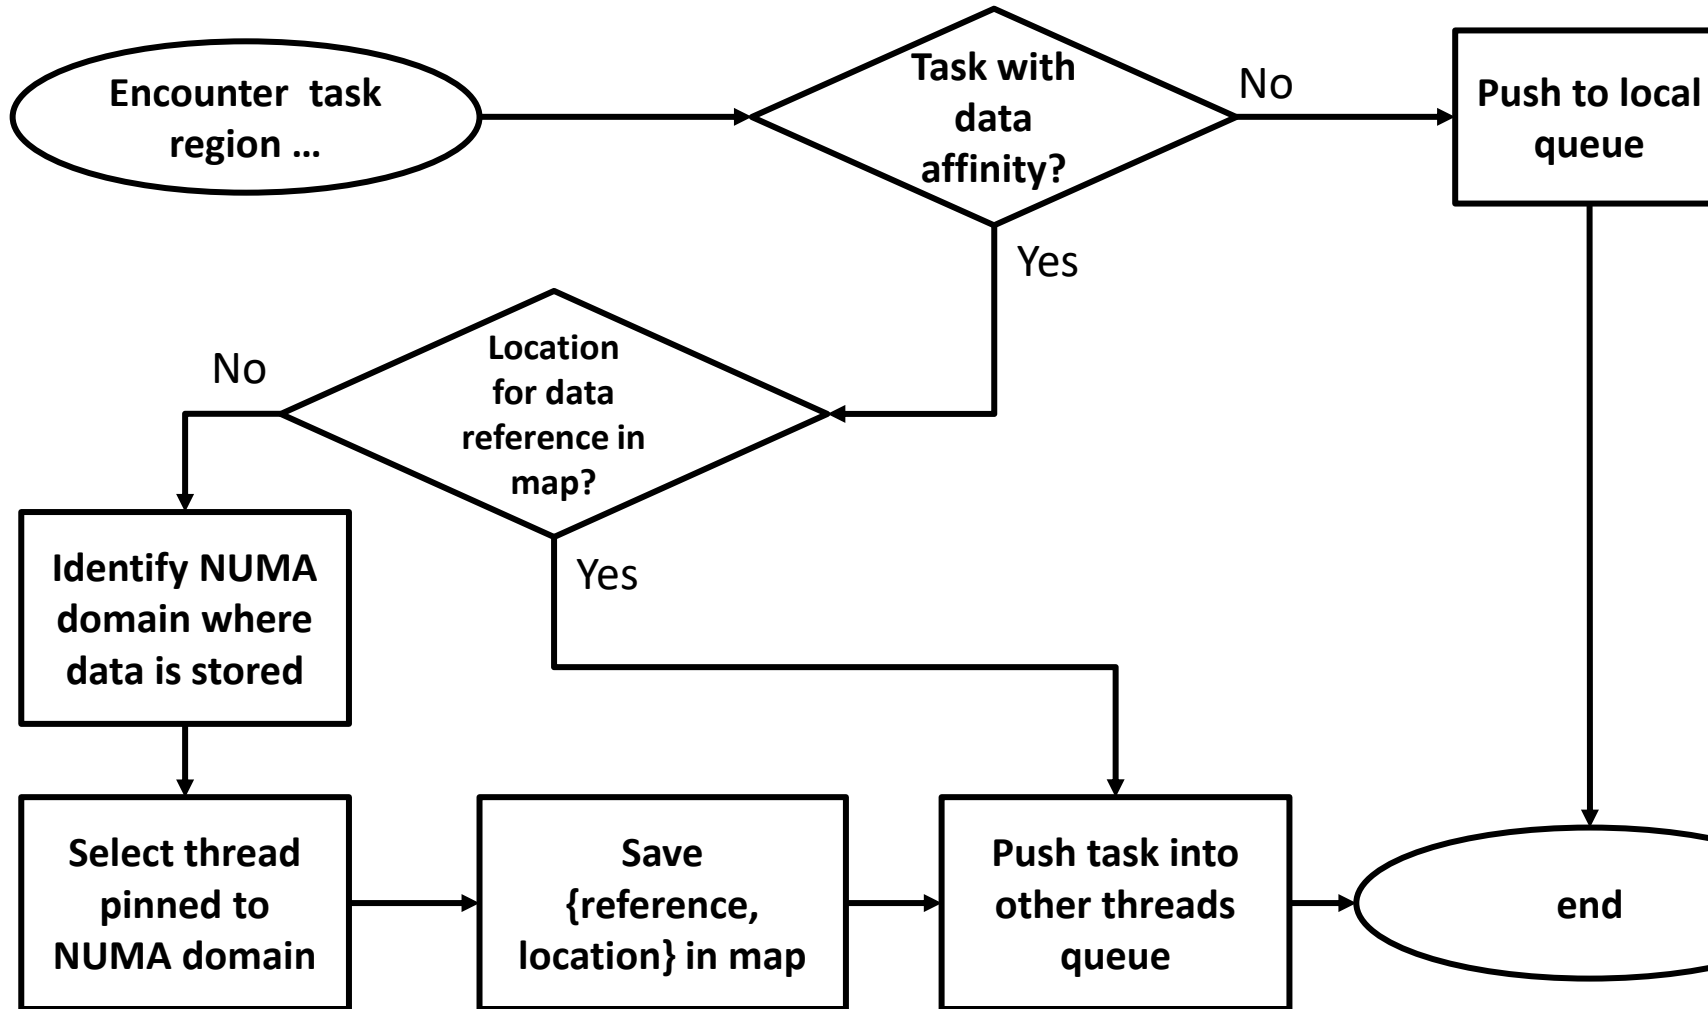 Encounter task
region ...
Task with
data
affinity?
No
Push to local
queue
Yes
Location
for data
reference in
map?
No
Yes
Identify NUMA
domain where
data is stored
Select thread
pinned to
NUMA domain
Save
{reference,
location} in map
Push task into
other threads
queue
end